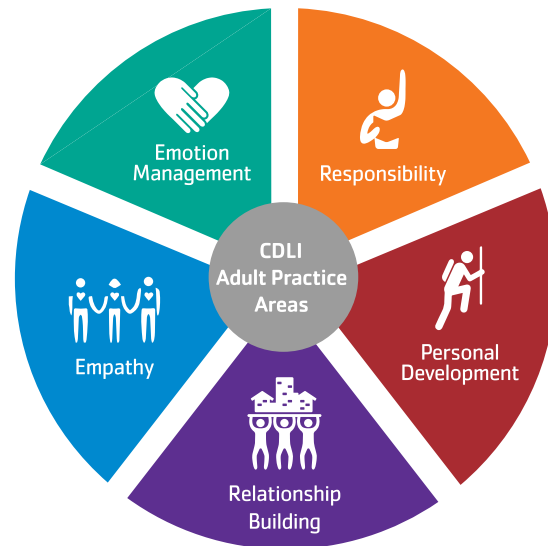 Emotion
Management
Responsibility
CDLI
Adult Practice
Areas
Empathy
Personal
Development
Relationship
Building